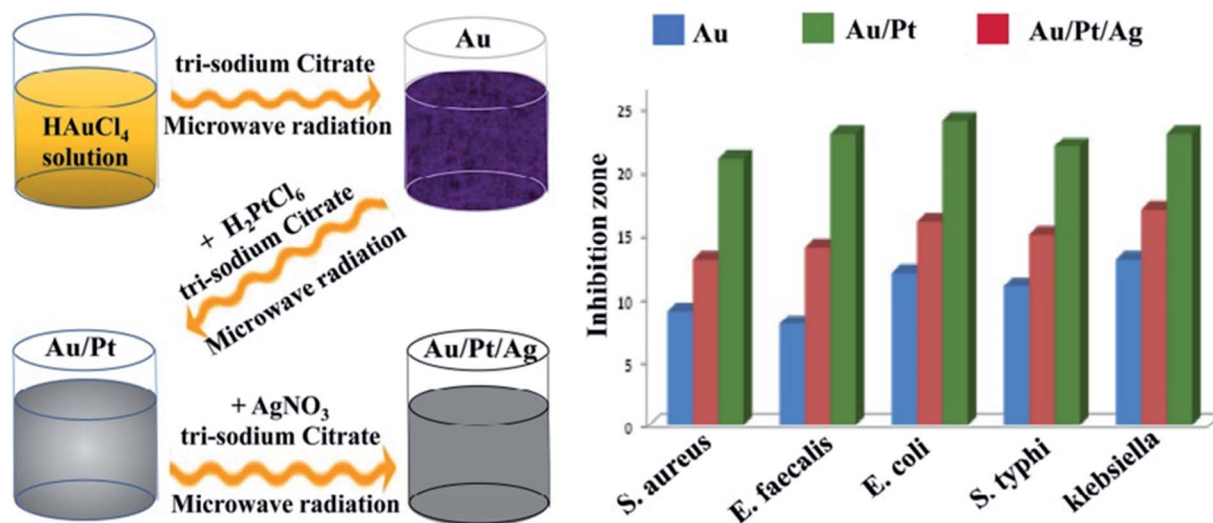 HAuCl₄
solution
tri-sodium Citrate
Microwave radiation
Au
+ H₂PtCl₆
tri-sodium Citrate
Microwave radiation
Au/Pt
+ AgNO₃
tri-sodium Citrate
Microwave radiation
Au/Pt/Ag
Au
Au/Pt
Au/Pt/Ag
Inhibition zone
25
20
15
10
5
0
S. aureus
E. faecalis
E. coli
S. typhi
klebsiella